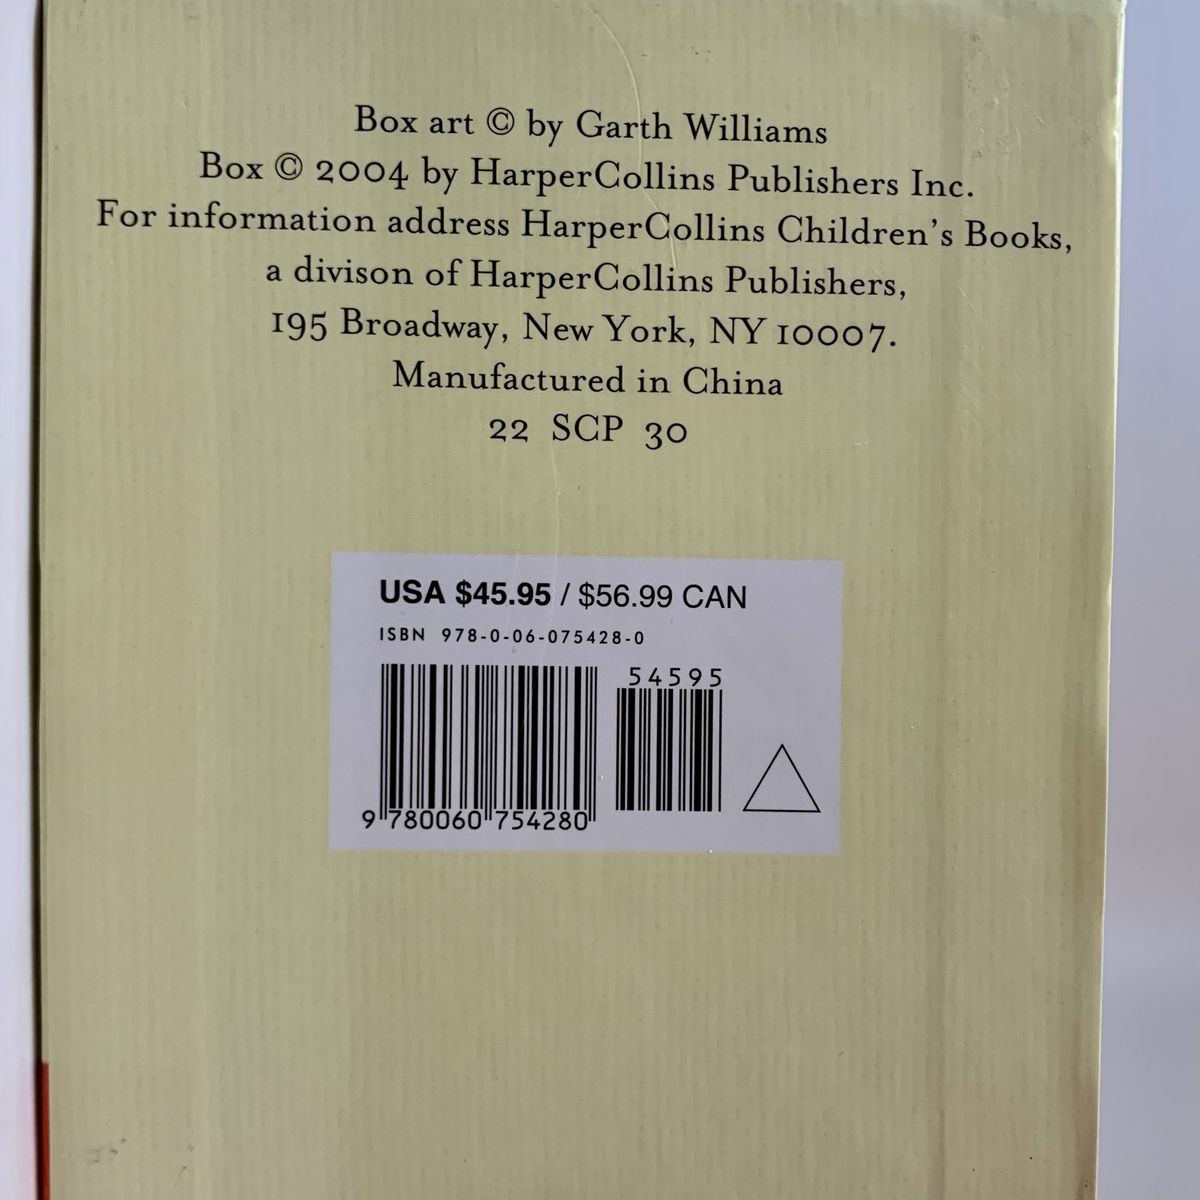 Box art © by Garth Williams
Box © 2004 by HarperCollins Publishers Inc.
For information address HarperCollins Children's Books,
a divison of HarperCollins Publishers,
195 Broadway, New York, NY 10007.
Manufactured in China
22 SCP 30
USA $45.95 / $56.99 CAN
ISBN 978-0-06-075428-0
54595
9 780060 754280